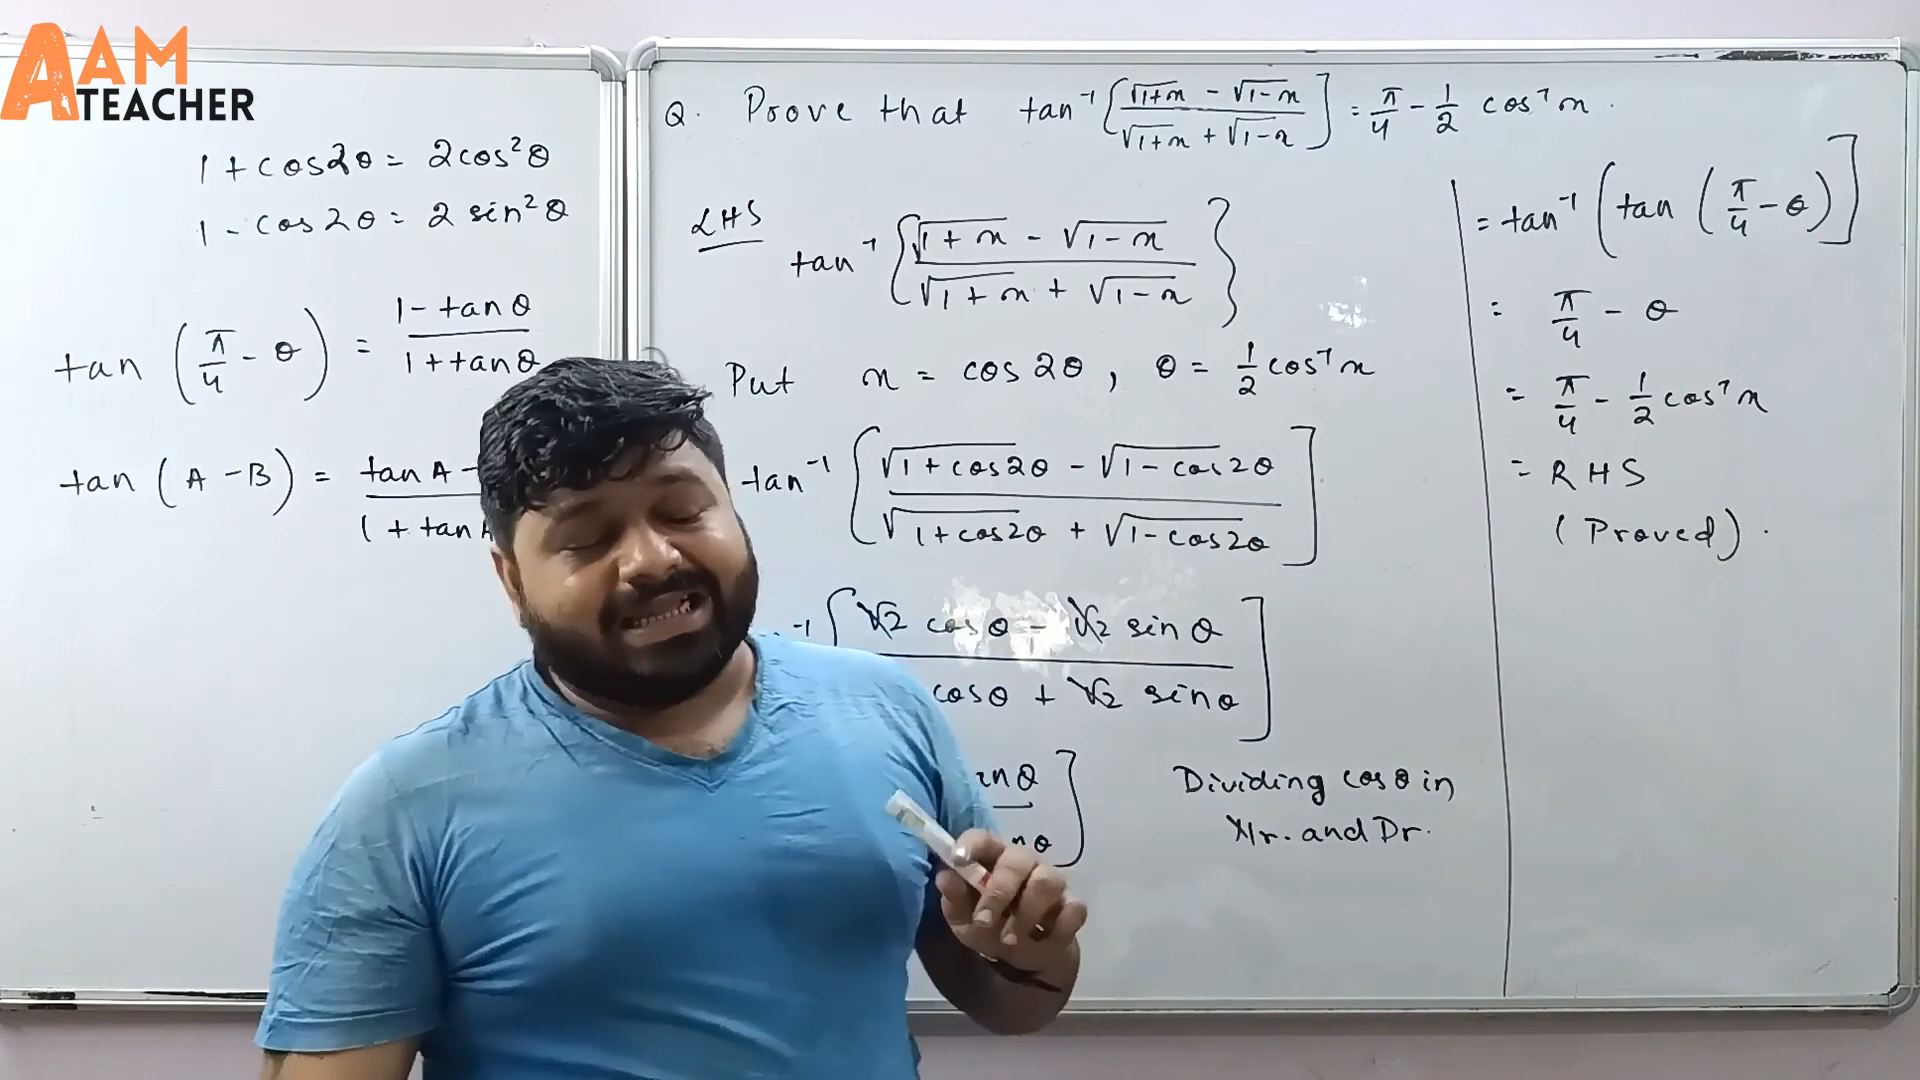 AAM
TEACHER
1 + cos2θ = 2cos²θ
1 - cos2θ = 2 sin²θ
tan (π/4 - θ) = (1 - tanθ)/(1 + tanθ)
tan (A - B) = tanA -
1 + tan
Q. Prove that tan⁻¹[(√1+x - √1-x)/(√1+x + √1-x)] = π/4 - 1/2 cos⁻¹x.
LHS
tan⁻¹{(√1+x - √1-x)/(√1+x + √1-x)}
Put x = cos2θ, θ = 1/2 cos⁻¹x
tan⁻¹[(√1+cos2θ - √1-cos2θ)/(√1+cos2θ + √1-cos2θ)]
⁻¹[√2 cosθ - √2 sinθ
cosθ + √2 sinθ]
Dividing cosθ in
Nr. and Dr.
= tan⁻¹[tan (π/4 - θ)]
= π/4 - θ
= π/4 - 1/2 cos⁻¹x
= RHS
(Proved).